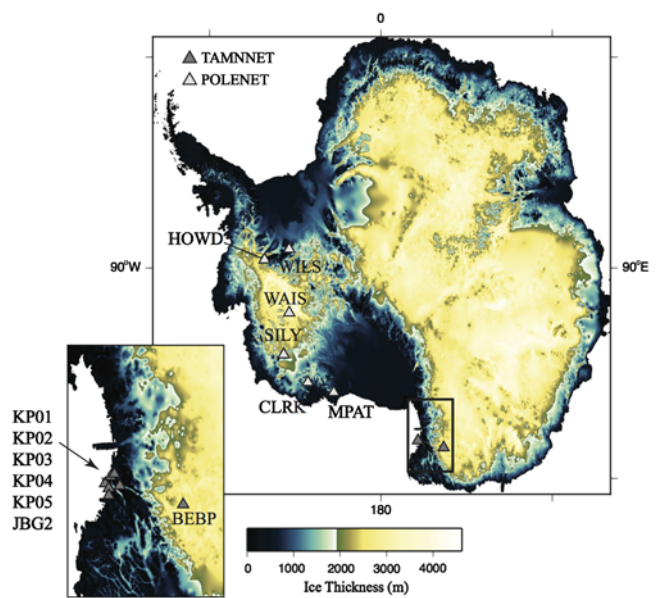 0
TAMNNET
POLENET
HOWD
WILS
90°W
90°E
WAIS
SILY
CLRK
MPAT
KP01
KP02
KP03
KP04
KP05
JBG2
BEBP
180
0 1000 2000 3000 4000
Ice Thickness (m)